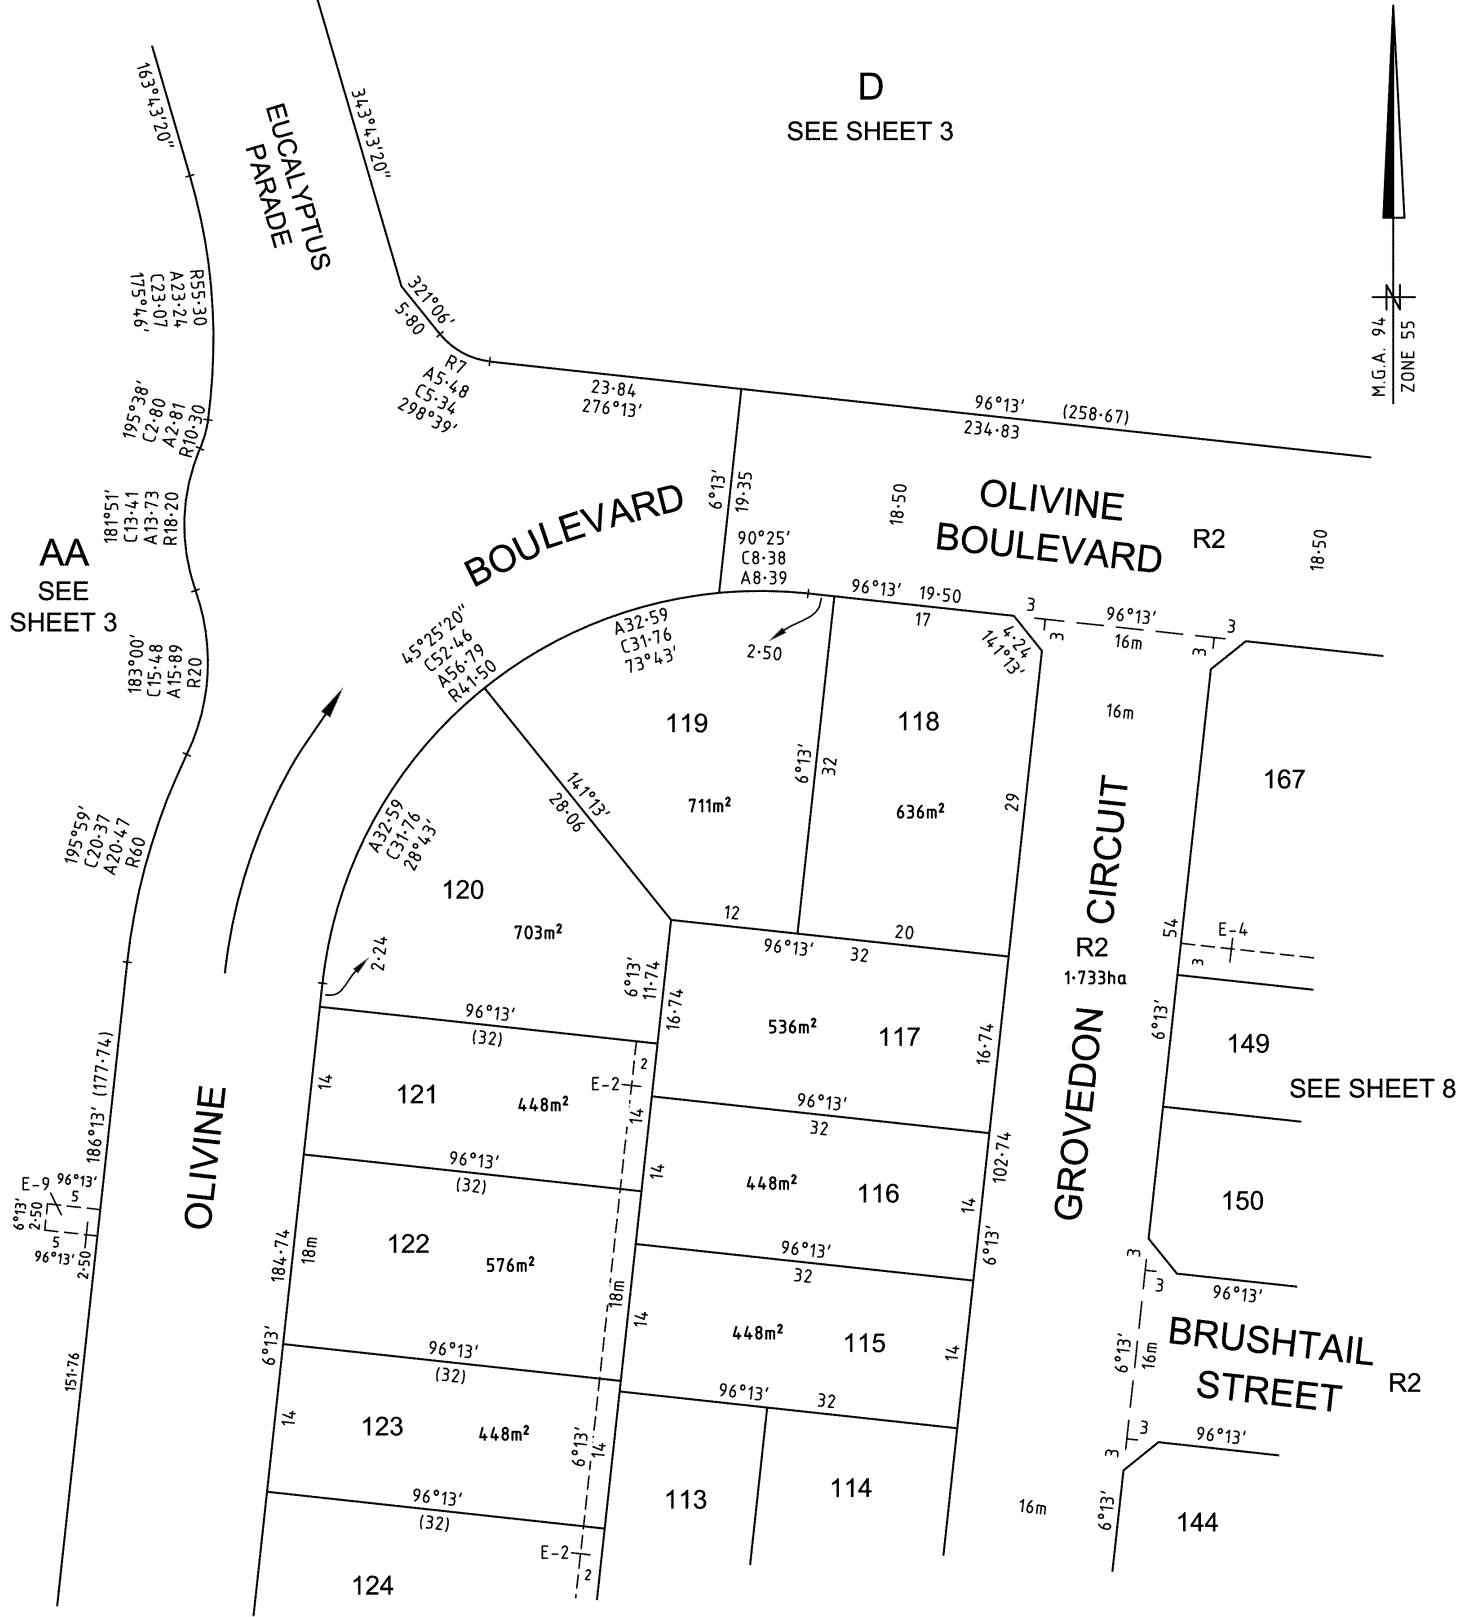 D
SEE SHEET 3
163°43'20"
343°43'20"
EUCALYPTUS
PARADE
M.G.A. 94
ZONE 55
N
R55·30
A23·24
C23·07
175°46'
321°06'
5·80
R7
A5·48
C5·34
298°39'
23·84
276°13'
96°13' (258·67)
234·83
195°38'
C2·80
A2·81
R10·30
181°51'
C13·41
A13·73
R18·20
AA
SEE
SHEET 3
BOULEVARD
6°13'
19·35
18·50
OLIVINE
BOULEVARD
R2
18·50
90°25'
C8·38
A8·39
96°13' 19·50
17
2·50
3
3
4·24
141°13'
96°13'
16m
3
3
183°00'
C15·48
A15·89
R20
45°25'20"
C52·46
A56·79
R41·50
A32·59
C31·76
73°43'
119
711m²
118
636m²
6°13'
32
29
16m
167
195°59'
C20·37
A20·47
R60
A32·59
C31·76
28°43'
141°13'
28·06
120
703m²
2·24
12
96°13'
20
32
6°13'
11·74
16·74
GROVEDON CIRCUIT
R2
1·733ha
54
E-4
3
6°13'
96°13'
(32)
536m²
117
16·74
149
SEE SHEET 8
186°13' (177·74)
OLIVINE
14
121
448m²
E-2
2
14
96°13'
32
102·74
E-9
96°13'
5
6°13'
2·50
5
96°13'
2·50
96°13'
(32)
14
448m²
116
14
6°13'
150
122
576m²
184·74
18m
18m
96°13'
32
3
3
96°13'
6°13'
16m
BRUSHTAIL
STREET
R2
151·76
6°13'
96°13'
(32)
14
448m²
115
14
96°13'
32
14
123
448m²
6°13'
14
3
3
96°13'
6°13'
96°13'
(32)
113
114
16m
144
E-2
2
124